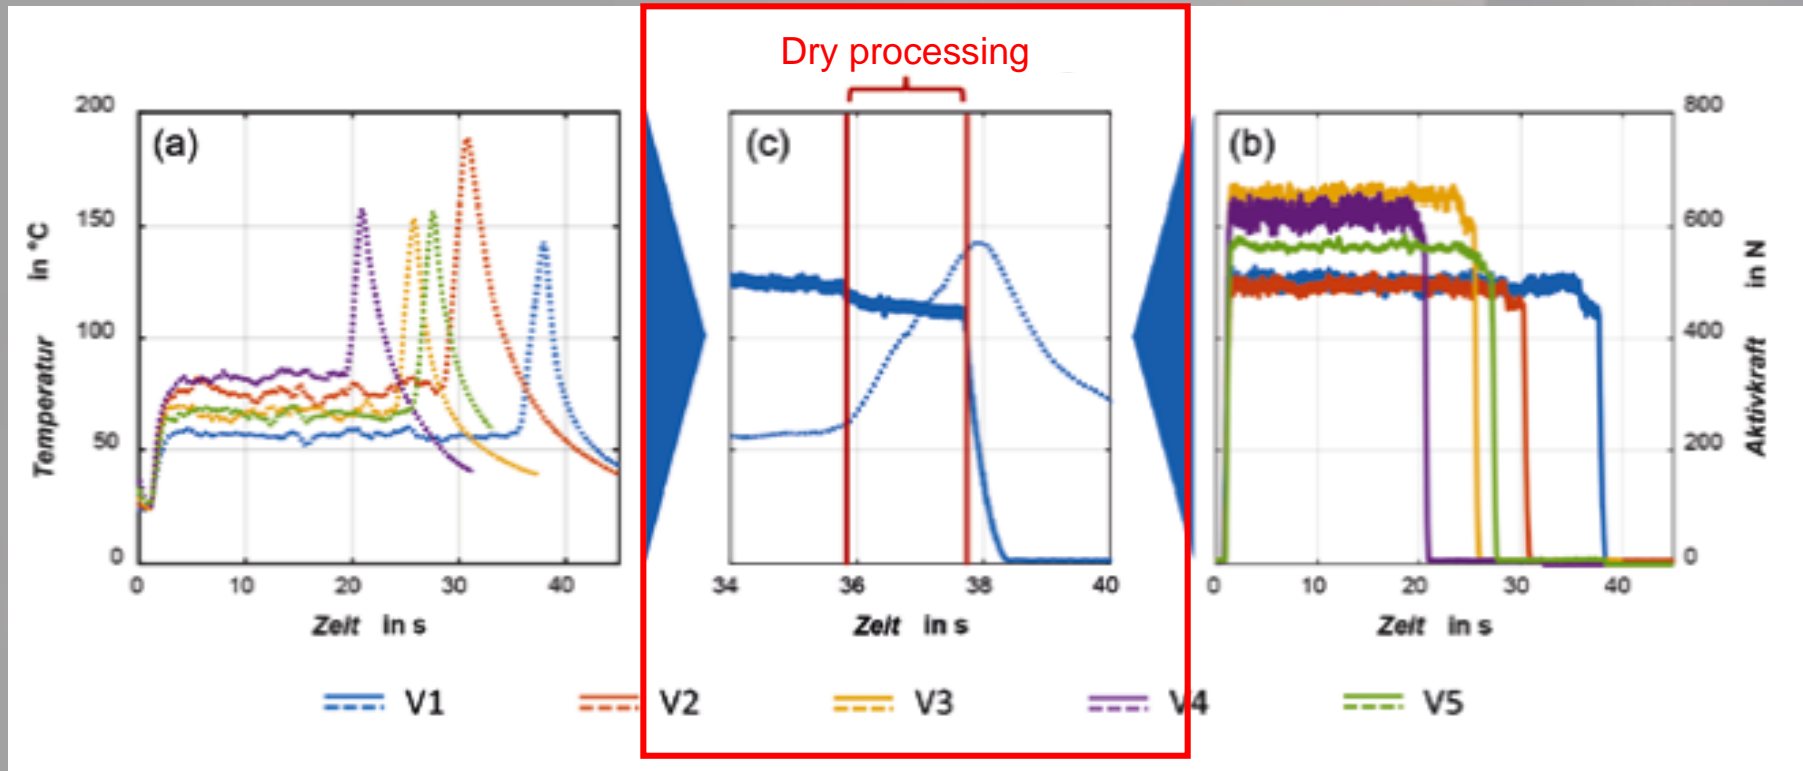 Dry processing
(a)
200
150
100
50
0
Temperatur in °C
0 10 20 30 40
Zeit in s
(c)
34 36 38 40
Zeit in s
(b)
800
600
400
200
0
Aktivkraft in N
0 10 20 30 40
Zeit in s
V1 V2 V3 V4 V5